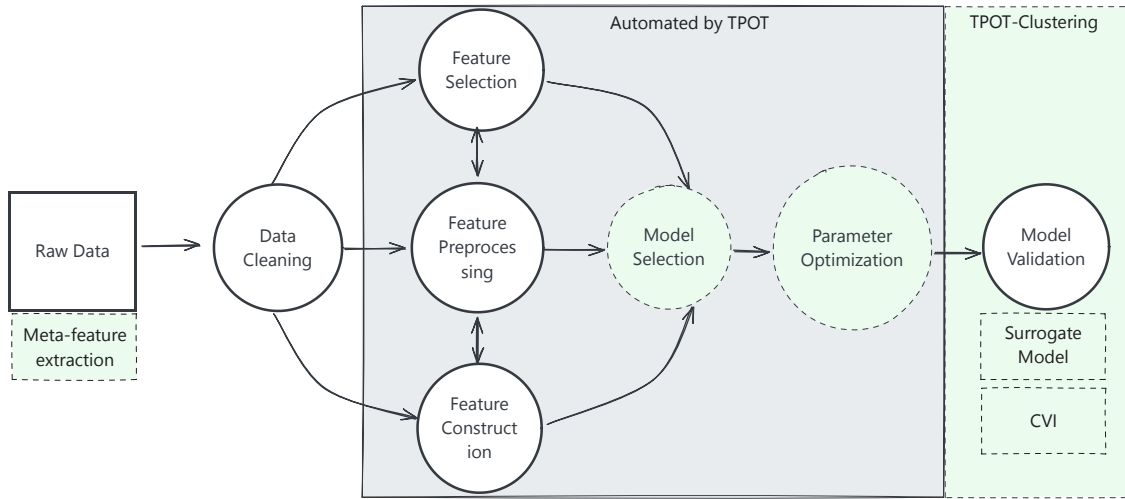 Automated by TPOT
TPOT-Clustering
Feature
Selection
Raw Data
Data
Cleaning
Feature
Preproces
sing
Model
Selection
Parameter
Optimization
Model
Validation
Meta-feature
extraction
Surrogate
Model
Feature
Construct
ion
CVI